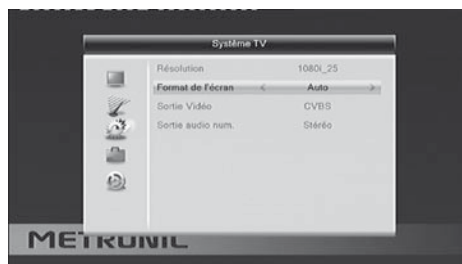 Système TV
Résolution 1080i_25
Format de l'écran < Auto >
Sortie Vidéo CVBS
Sortie audio num. Stéréo
METRONIC